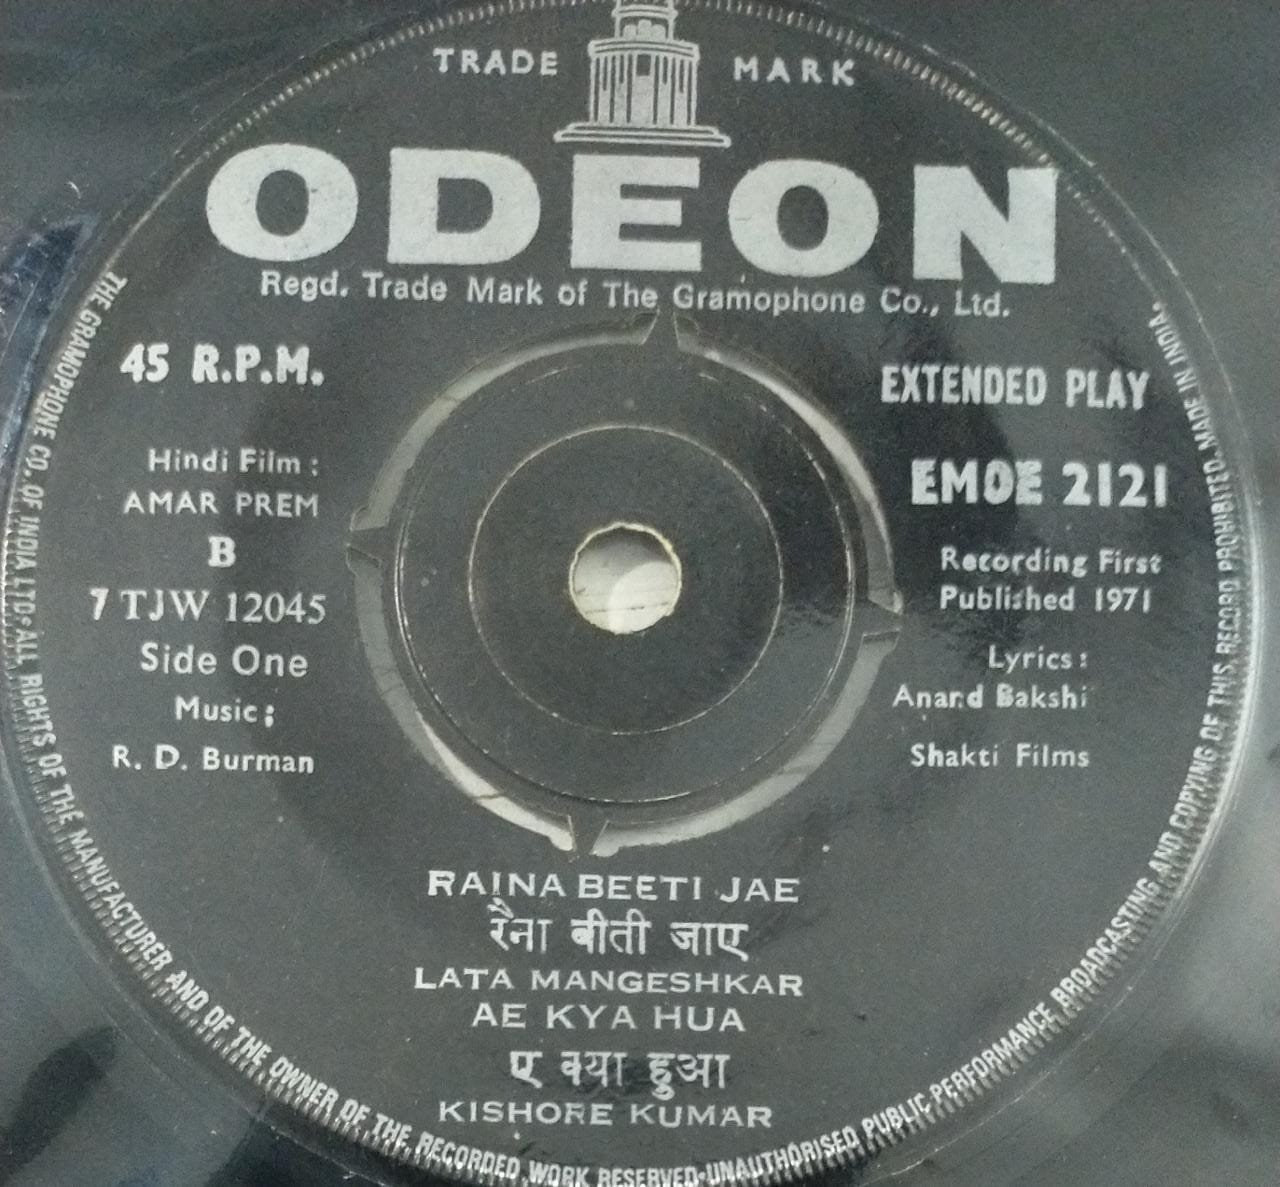 TRADE MARK
ODEON
Regd. Trade Mark of The Gramophone Co., Ltd.
45 R.P.M.
EXTENDED PLAY
EMOE 2121
Hindi Film :
AMAR PREM
B
7 TJW 12045
Side One
Music :
R. D. Burman
Recording First
Published 1971
Lyrics :
Anand Bakshi
Shakti Films
RAINA BEETI JAE
रैना बीती जाए
LATA MANGESHKAR
AE KYA HUA
ए क्या हुआ
KISHORE KUMAR
THE GRAMOPHONE CO. OF INDIA LTD. ALL RIGHTS OF THE MANUFACTURER AND OF THE OWNER OF THE RECORDED WORK RESERVED-UNAUTHORISED PUBLIC PERFORMANCE BROADCASTING AND COPYING OF THIS RECORD PROHIBITED. MADE IN INDIA.